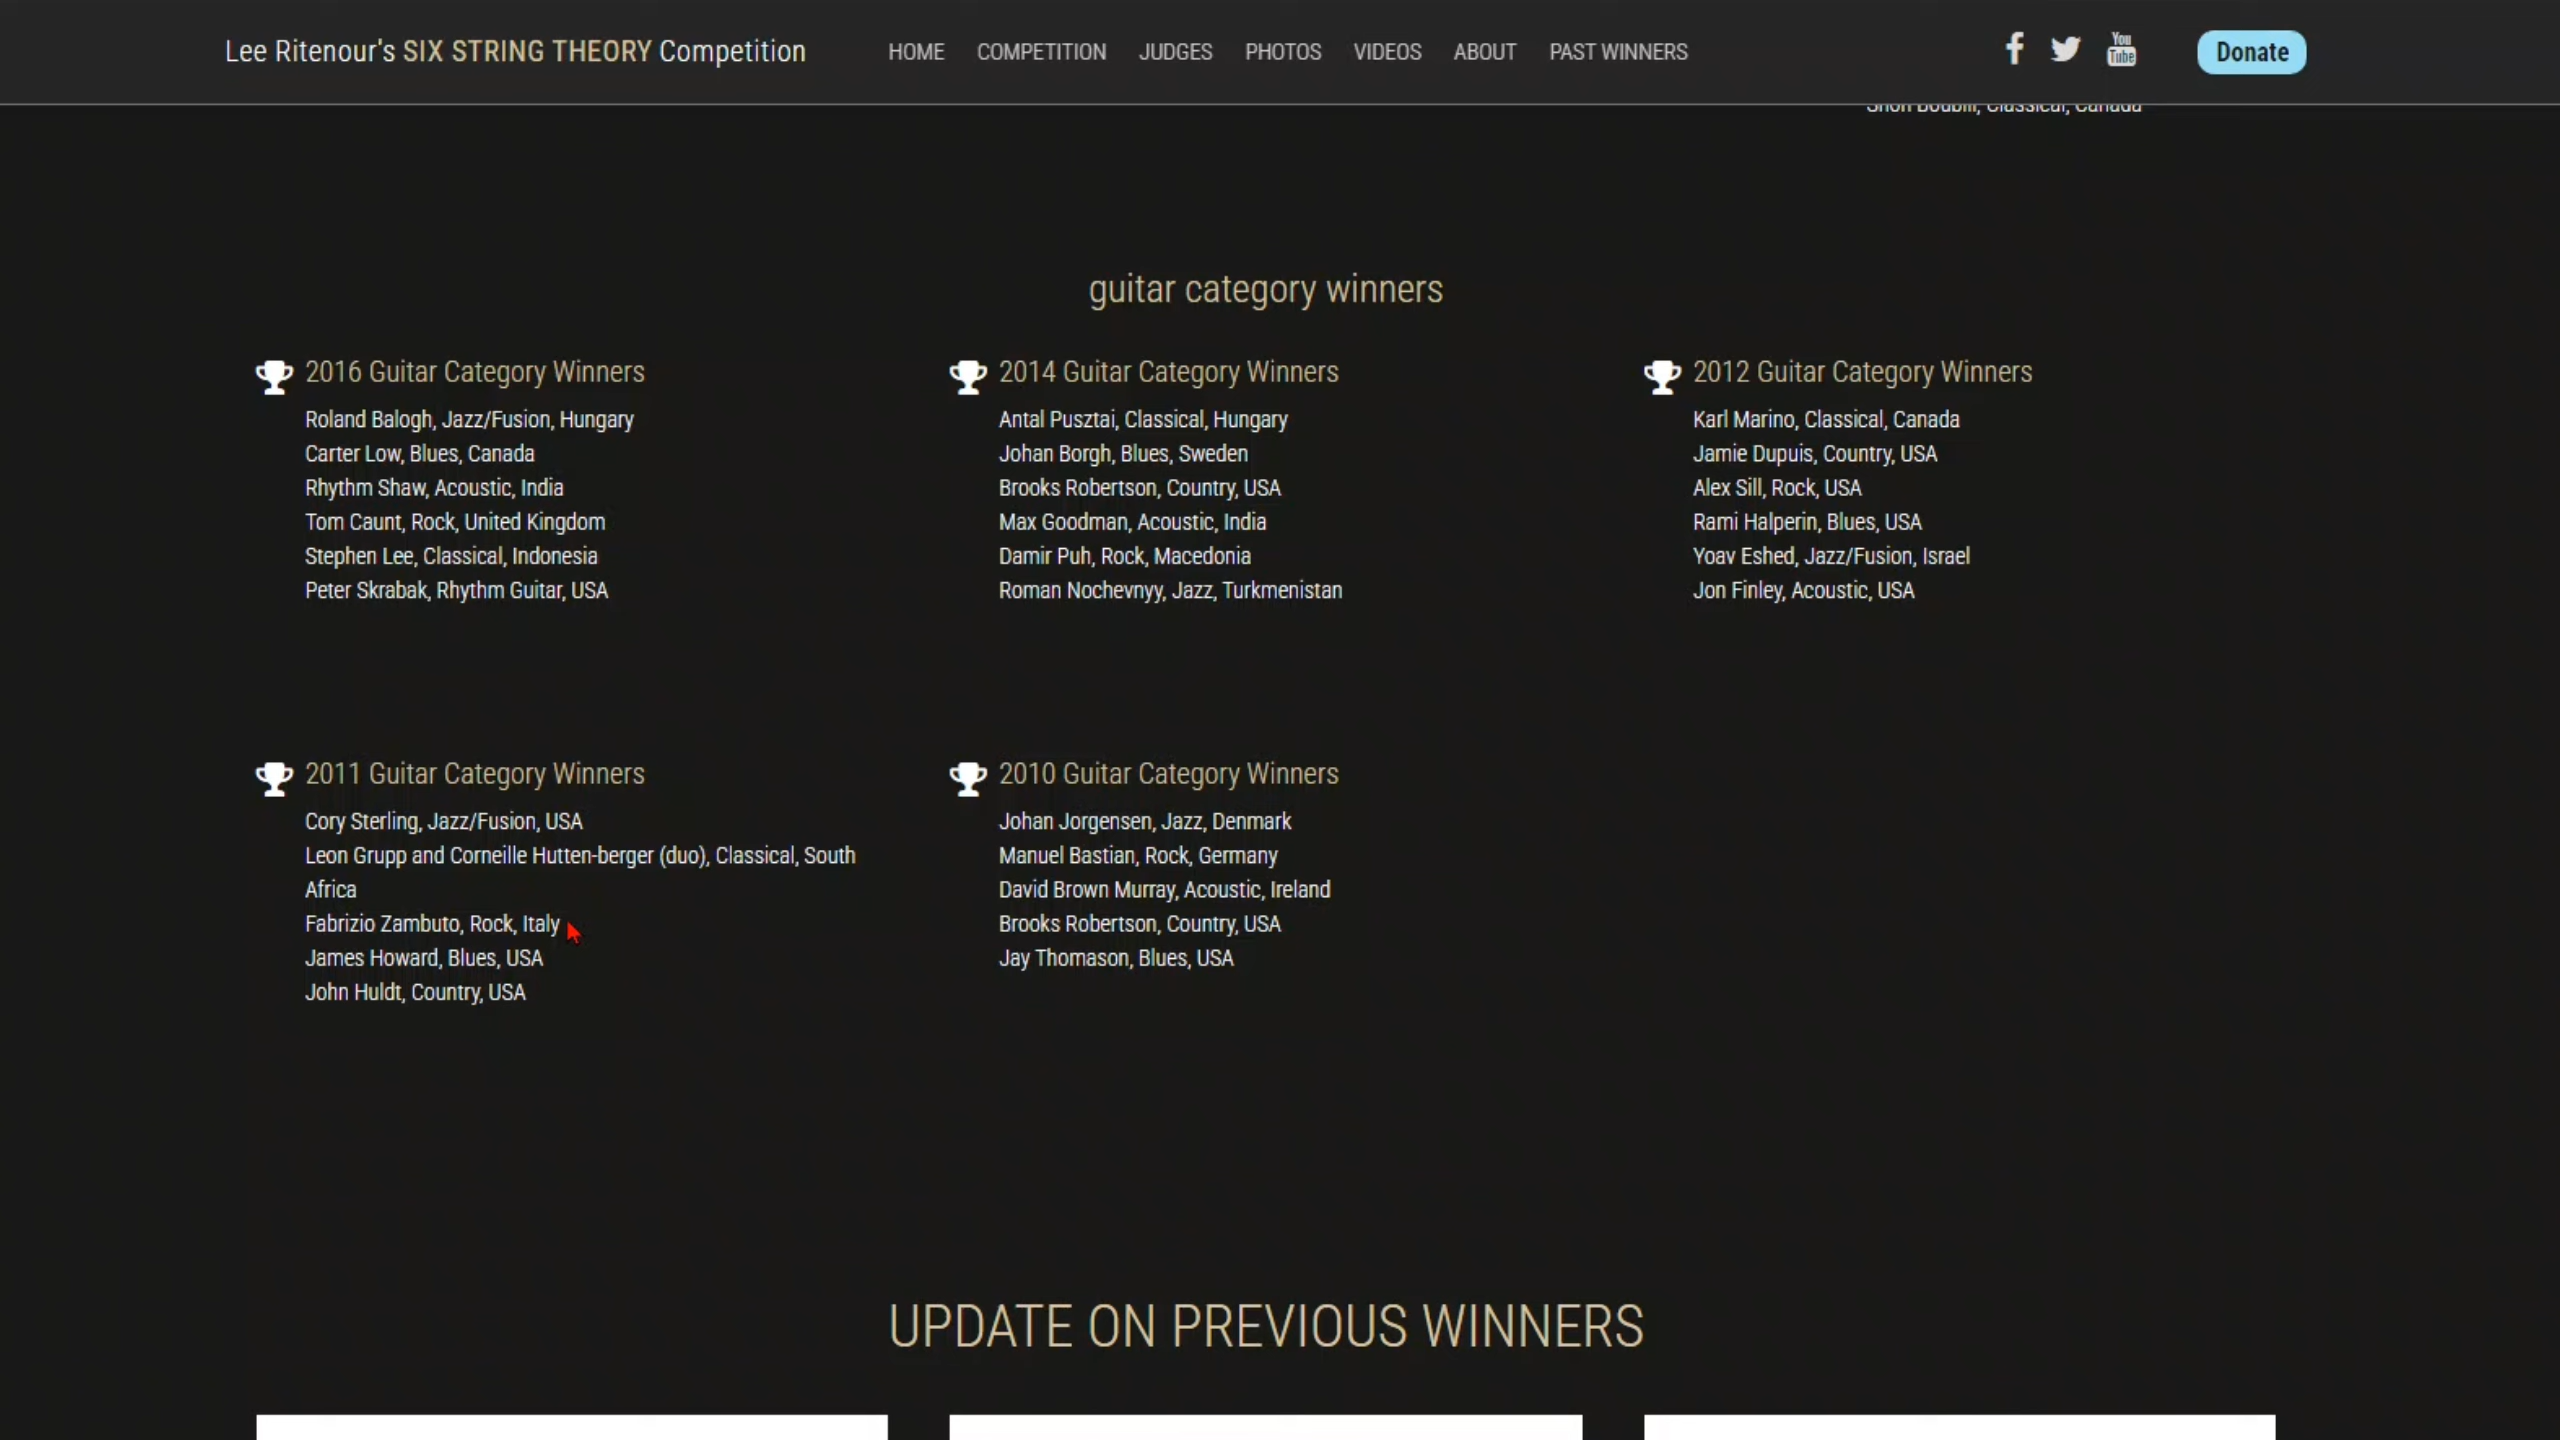 Lee Ritenour's SIX STRING THEORY Competition
HOME
COMPETITION
JUDGES
PHOTOS
VIDEOS
ABOUT
PAST WINNERS
You
Tube
Donate
guitar category winners
2016 Guitar Category Winners
Roland Balogh, Jazz/Fusion, Hungary
Carter Low, Blues, Canada
Rhythm Shaw, Acoustic, India
Tom Caunt, Rock, United Kingdom
Stephen Lee, Classical, Indonesia
Peter Skrabak, Rhythm Guitar, USA
2014 Guitar Category Winners
Antal Pusztai, Classical, Hungary
Johan Borgh, Blues, Sweden
Brooks Robertson, Country, USA
Max Goodman, Acoustic, India
Damir Puh, Rock, Macedonia
Roman Nochevnyy, Jazz, Turkmenistan
2012 Guitar Category Winners
Karl Marino, Classical, Canada
Jamie Dupuis, Country, USA
Alex Sill, Rock, USA
Rami Halperin, Blues, USA
Yoav Eshed, Jazz/Fusion, Israel
Jon Finley, Acoustic, USA
2011 Guitar Category Winners
Cory Sterling, Jazz/Fusion, USA
Leon Grupp and Corneille Hutten-berger (duo), Classical, South
Africa
Fabrizio Zambuto, Rock, Italy
James Howard, Blues, USA
John Huldt, Country, USA
2010 Guitar Category Winners
Johan Jorgensen, Jazz, Denmark
Manuel Bastian, Rock, Germany
David Brown Murray, Acoustic, Ireland
Brooks Robertson, Country, USA
Jay Thomason, Blues, USA
UPDATE ON PREVIOUS WINNERS